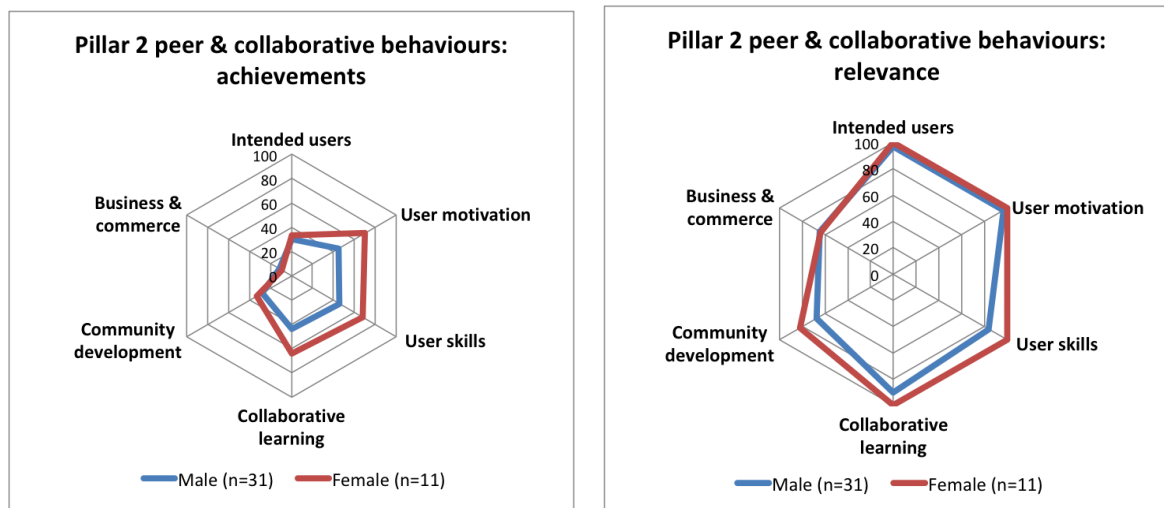 Pillar 2 peer & collaborative behaviours:
achievements
Intended users
100
80
60
40
20
0
User motivation
User skills
Collaborative
learning
Community
development
Business &
commerce
Male (n=31)
Female (n=11)
Pillar 2 peer & collaborative behaviours:
relevance
Intended users
100
80
60
40
20
0
User motivation
User skills
Collaborative
learning
Community
development
Business &
commerce
Male (n=31)
Female (n=11)